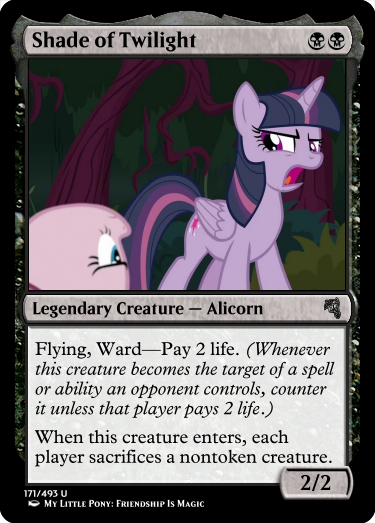 Shade of Twilight
Legendary Creature — Alicorn
Flying, Ward—Pay 2 life. (Whenever
this creature becomes the target of a spell
or ability an opponent controls, counter
it unless that player pays 2 life.)
When this creature enters, each
player sacrifices a nontoken creature.
2/2
171/493 U
My Little Pony: Friendship Is Magic